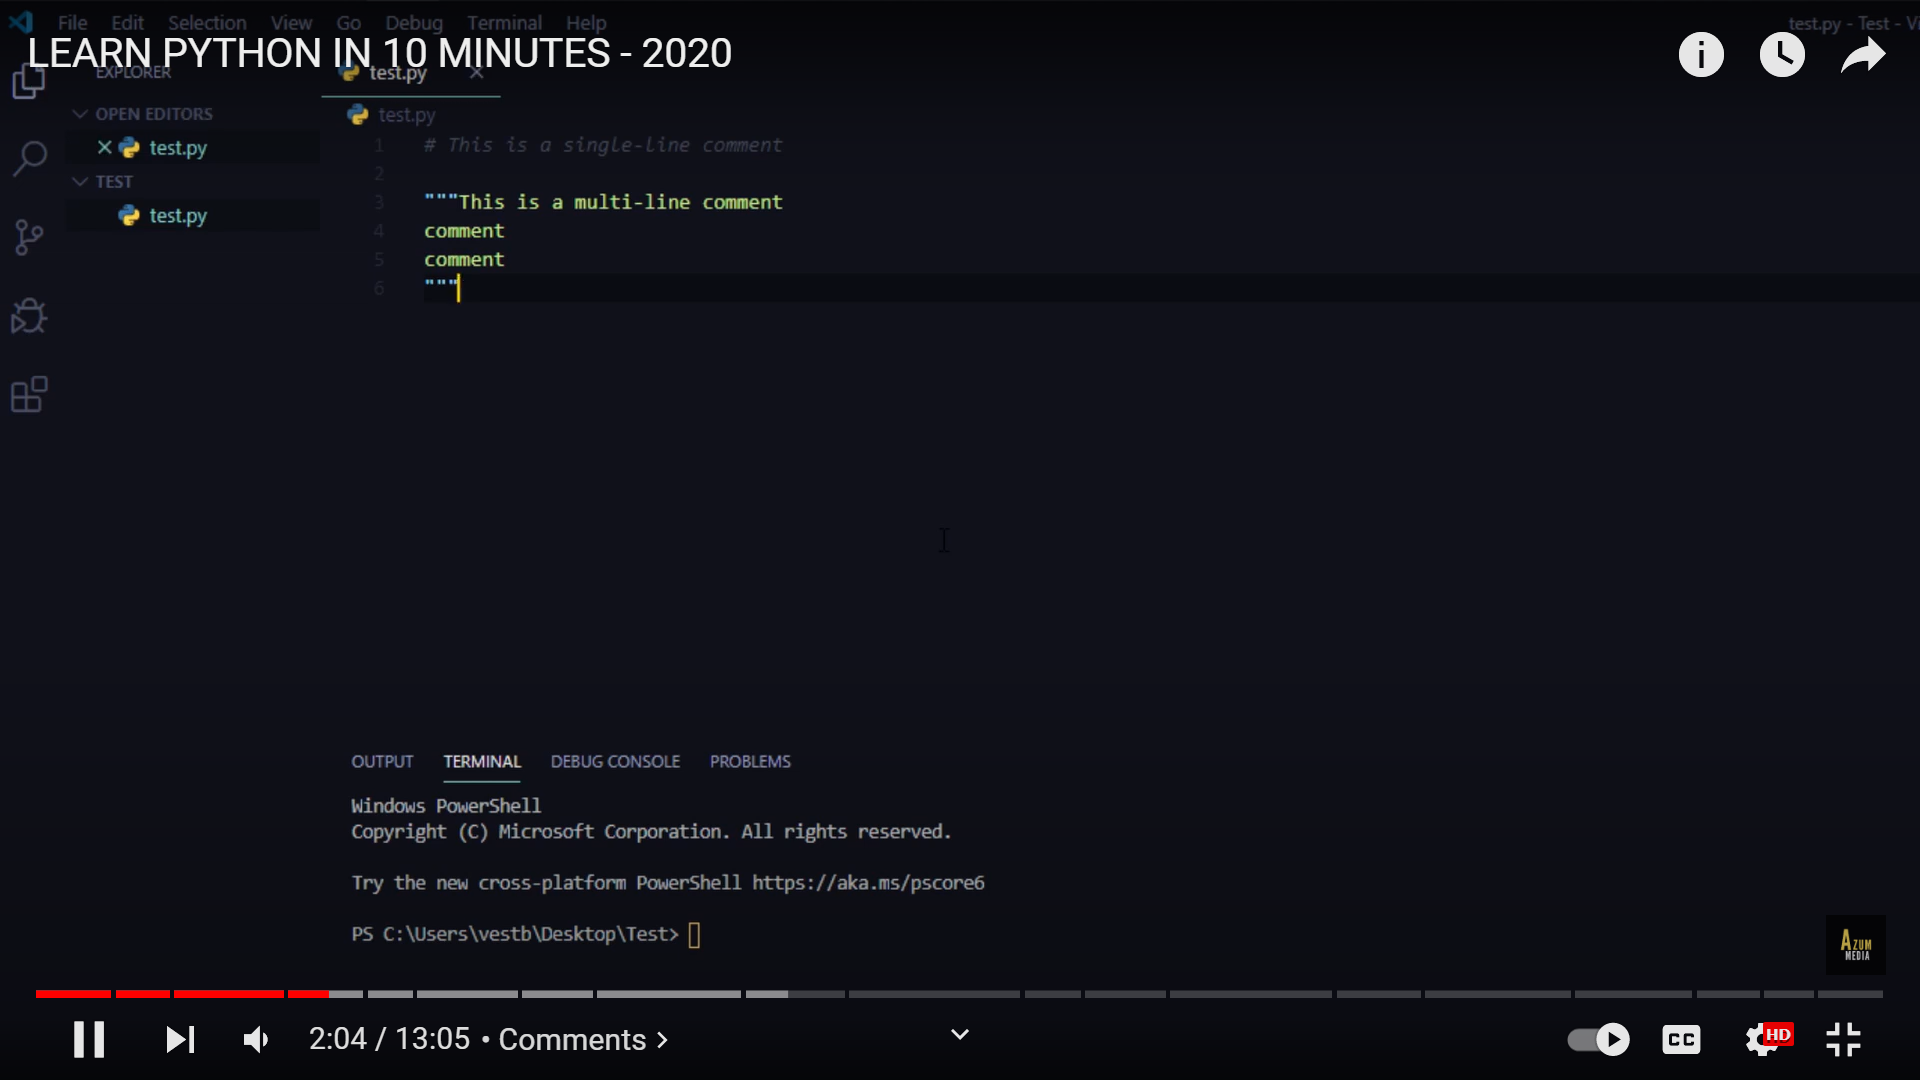 File Edit Selection View Go Debug Terminal Help
test.py - Test - Vi
LEARN PYTHON IN 10 MINUTES - 2020
EXPLORER
test.py
OPEN EDITORS
test.py
test.py
TEST
test.py
1 # This is a single-line comment
2
3 """This is a multi-line comment
4 comment
5 comment
6 """
OUTPUT TERMINAL DEBUG CONSOLE PROBLEMS
Windows PowerShell
Copyright (C) Microsoft Corporation. All rights reserved.
Try the new cross-platform PowerShell https://aka.ms/pscore6
PS C:\Users\vestb\Desktop\Test>
AZUM
MEDIA
2:04 / 13:05 • Comments >
CC
HD